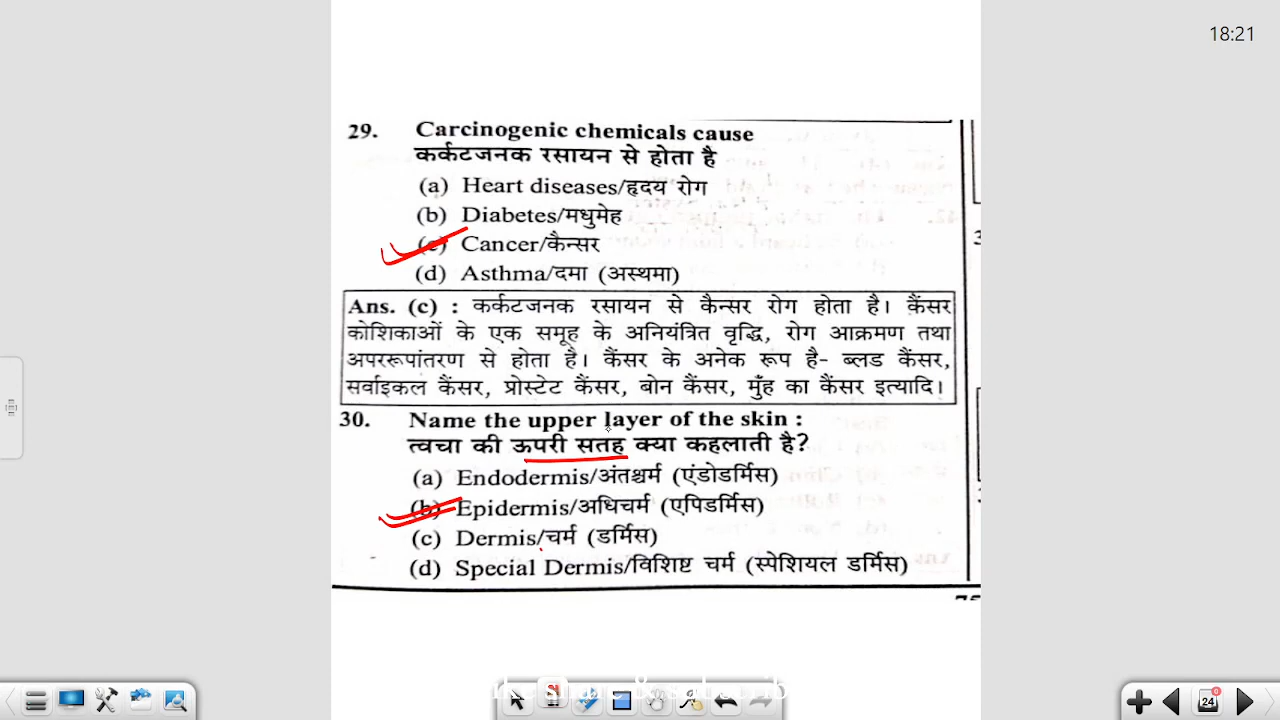 18:21
29. Carcinogenic chemicals cause
कर्कटजनक रसायन से होता है
(a) Heart diseases/हृदय रोग
(b) Diabetes/मधुमेह
(c) Cancer/कैन्सर
(d) Asthma/दमा (अस्थमा)
Ans. (c) : कर्कटजनक रसायन से कैन्सर रोग होता है। कैंसर
कोशिकाओं के एक समूह के अनियंत्रित वृद्धि, रोग आक्रमण तथा
अपररूपांतरण से होता है। कैंसर के अनेक रूप है- ब्लड कैंसर,
सर्वाइकल कैंसर, प्रोस्टेट कैंसर, बोन कैंसर, मुँह का कैंसर इत्यादि।
30. Name the upper layer of the skin :
त्वचा की ऊपरी सतह क्या कहलाती है?
(a) Endodermis/अंतश्चर्म (एंडोडर्मिस)
(b) Epidermis/अधिचर्म (एपिडर्मिस)
(c) Dermis/चर्म (डर्मिस)
(d) Special Dermis/विशिष्ट चर्म (स्पेशियल डर्मिस)
24